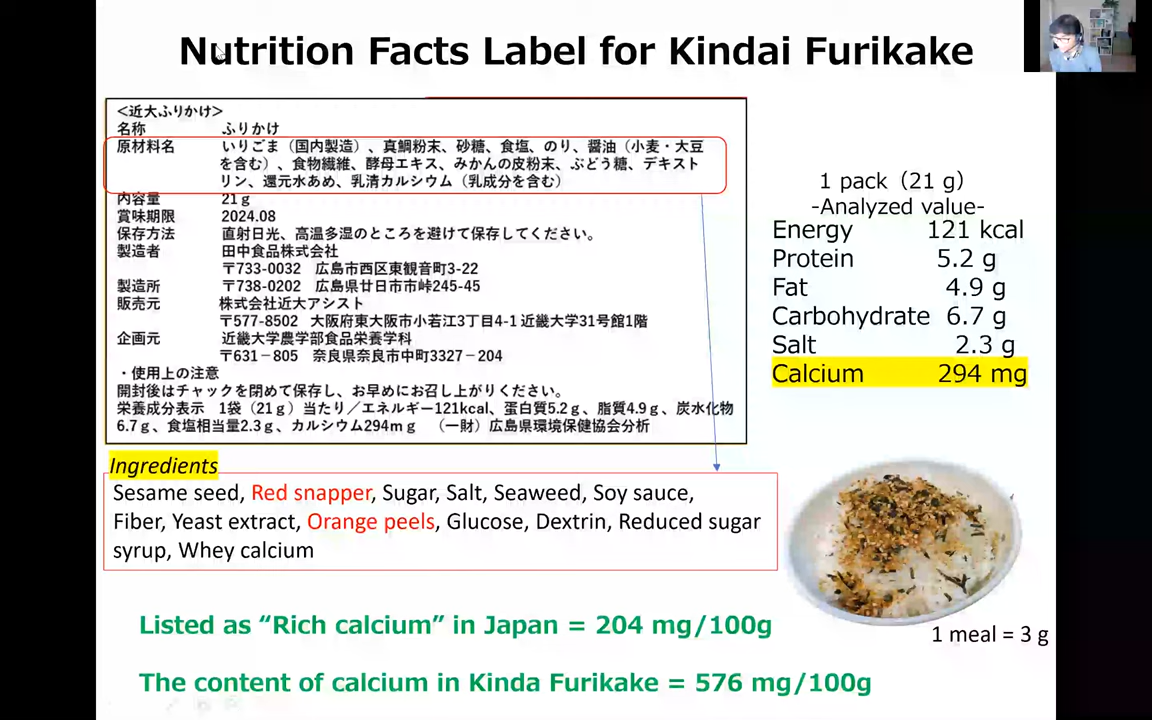 Nutrition Facts Label for Kindai Furikake
<近大ふりかけ>
名称 ふりかけ
原材料名 いりごま（国内製造）、真鯛粉末、砂糖、食塩、のり、醤油（小麦・大豆
を含む）、食物繊維、酵母エキス、みかんの皮粉末、ぶどう糖、デキスト
リン、還元水あめ、乳清カルシウム（乳成分を含む）
内容量 21ｇ
賞味期限 2024.08
保存方法 直射日光、高温多湿のところを避けて保存してください。
製造者 田中食品株式会社
〒733-0032 広島市西区東観音町3-22
製造所 〒738-0202 広島県廿日市市峠245-45
販売元 株式会社近大アシスト
〒577-8502 大阪府東大阪市小若江3丁目4-1 近畿大学31号館1階
企画元 近畿大学農学部食品栄養学科
〒631－805 奈良県奈良市中町3327－204
・使用上の注意
開封後はチャックを閉めて保存し、お早めにお召し上がりください。
栄養成分表示 1袋（21ｇ）当たり／エネルギー121kcal、蛋白質5.2ｇ、脂質4.9ｇ、炭水化物
6.7ｇ、食塩相当量2.3ｇ、カルシウム294ｍｇ （一財）広島県環境保健協会分析
1 pack（21 g）
-Analyzed value-
Energy 121 kcal
Protein 5.2 g
Fat 4.9 g
Carbohydrate 6.7 g
Salt 2.3 g
Calcium 294 mg
Ingredients
Sesame seed, Red snapper, Sugar, Salt, Seaweed, Soy sauce,
Fiber, Yeast extract, Orange peels, Glucose, Dextrin, Reduced sugar
syrup, Whey calcium
1 meal = 3 g
Listed as “Rich calcium” in Japan = 204 mg/100g
The content of calcium in Kinda Furikake = 576 mg/100g